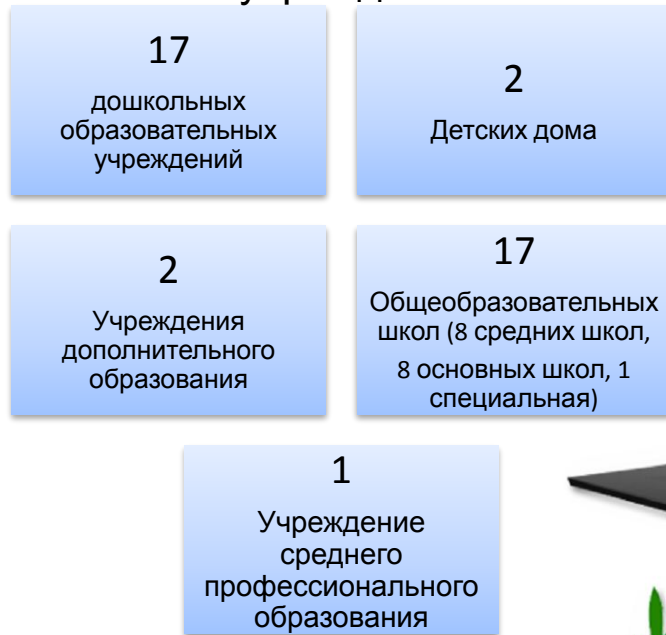 17
дошкольных
образовательных
учреждений
2
Детских дома
2
Учреждения
дополнительного
образования
17
Общеобразовательных
школ (8 средних школ,
8 основных школ, 1
специальная)
1
Учреждение
среднего
профессионального
образования